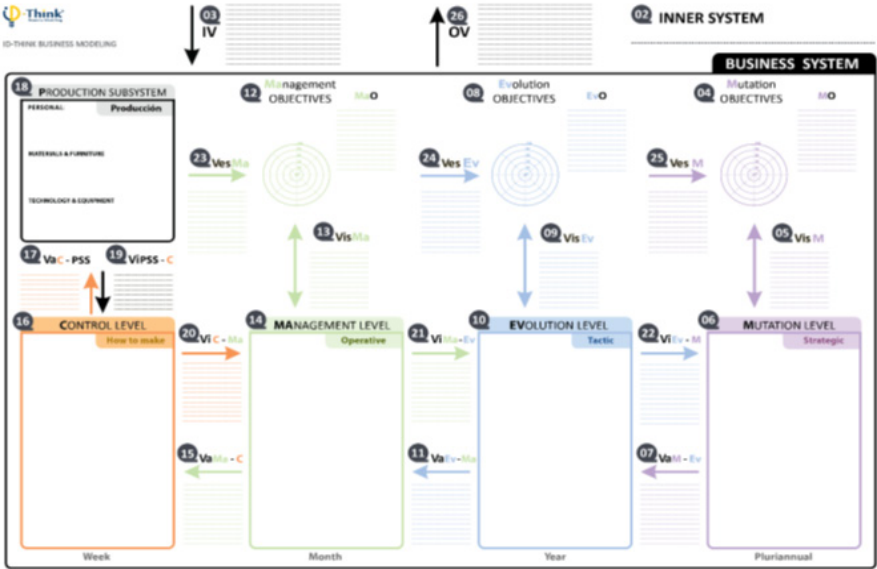 iD-Think®
ID-THINK BUSINESS MODELING
03 IV
26 OV
02 INNER SYSTEM
BUSINESS SYSTEM
18 PRODUCTION SUBSYSTEM
Producción
PERSONAL:
MATERIALS & FURNITURE
TECHNOLOGY & EQUIPMENT
12 Management OBJECTIVES
MaO
08 Evolution OBJECTIVES
EvO
04 Mutation OBJECTIVES
MO
23 Ves Ma
24 Ves Ev
25 Ves M
13 Vis Ma
09 Vis Ev
05 Vis M
17 VaC - PSS
19 ViPSS - C
16 CONTROL LEVEL
How to make
14 MANAGEMENT LEVEL
Operative
10 EVOLUTION LEVEL
Tactic
06 MUTATION LEVEL
Strategic
20 Vi C - Ma
21 Vi Ma-Ev
22 Vi Ev - M
15 VaMa - C
11 VaEv-Ma
07 VaM - Ev
Week
Month
Year
Pluriannual